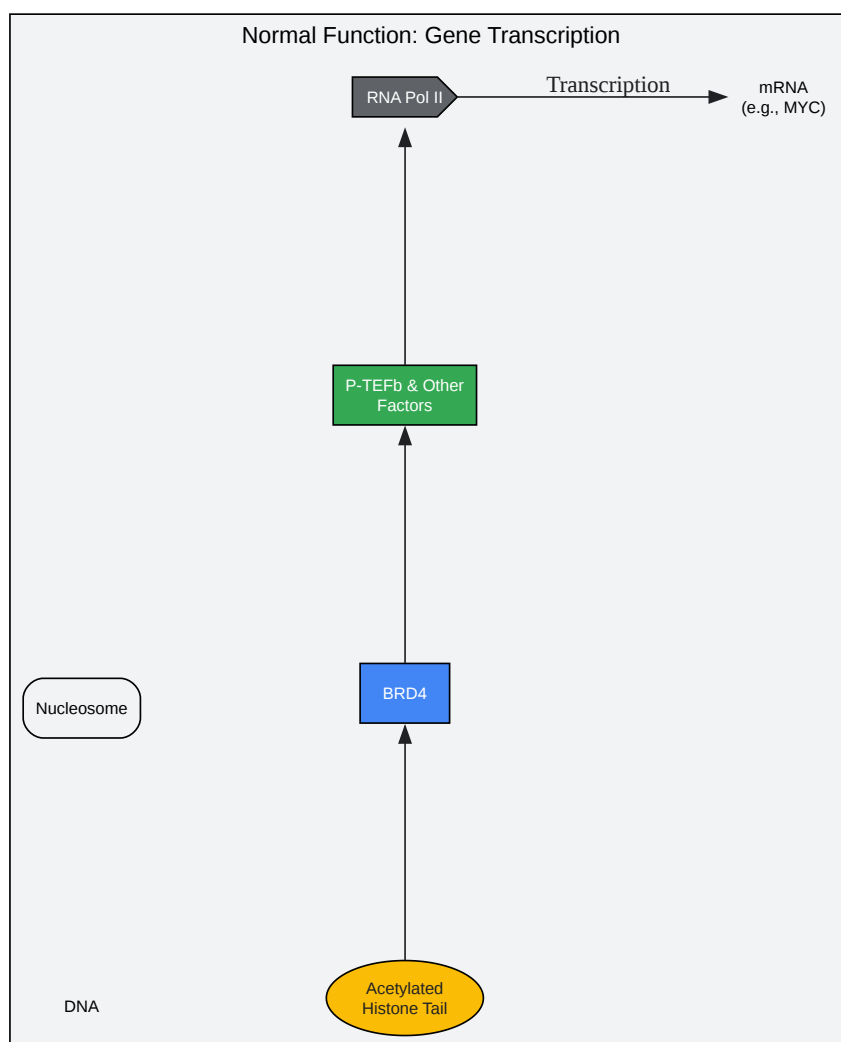 Normal Function: Gene Transcription
RNA Pol II
Transcription
mRNA
(e.g., MYC)
P-TEFb & Other
Factors
BRD4
Nucleosome
Acetylated
Histone Tail
DNA